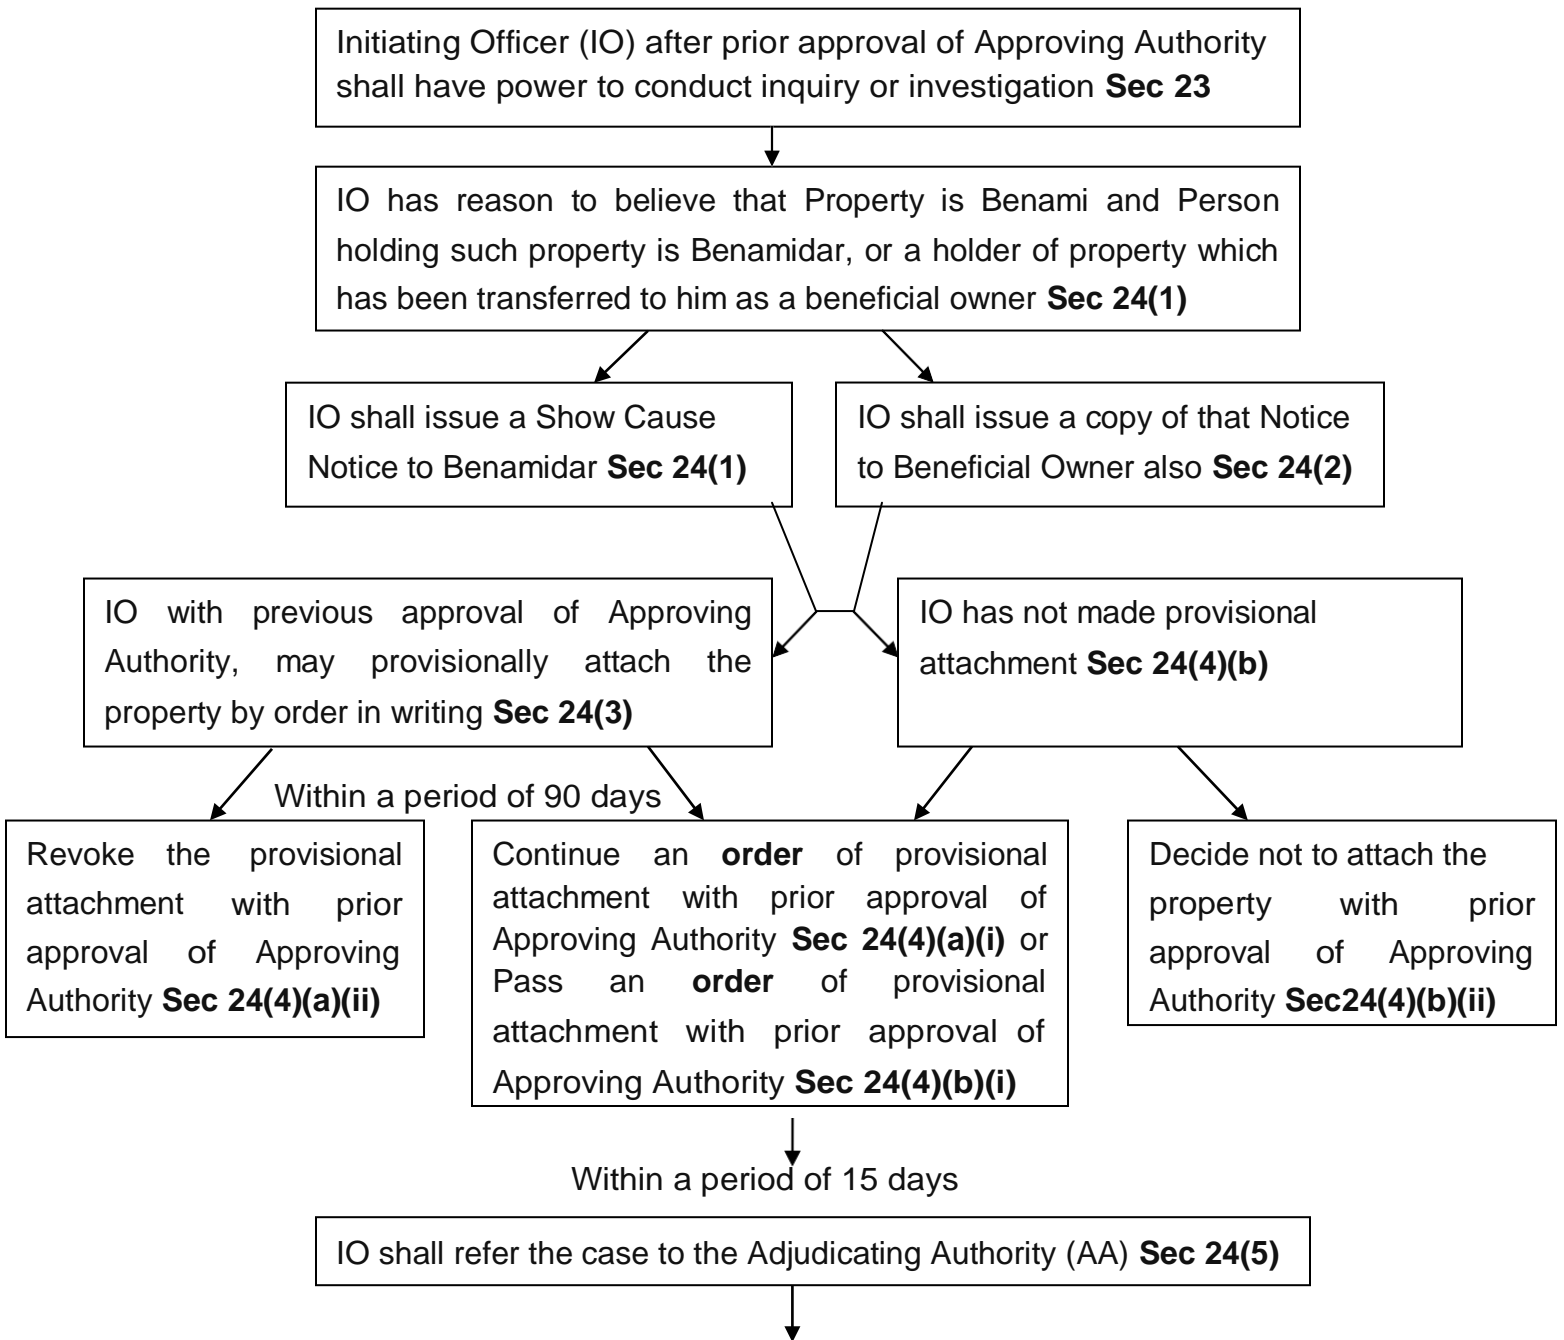 Initiating Officer (IO) after prior approval of Approving Authority
shall have power to conduct inquiry or investigation Sec 23
IO has reason to believe that Property is Benami and Person
holding such property is Benamidar, or a holder of property which
has been transferred to him as a beneficial owner Sec 24(1)
IO shall issue a Show Cause
Notice to Benamidar Sec 24(1)
IO shall issue a copy of that Notice
to Beneficial Owner also Sec 24(2)
IO with previous approval of Approving
Authority, may provisionally attach the
property by order in writing Sec 24(3)
IO has not made provisional
attachment Sec 24(4)(b)
Within a period of 90 days
Revoke the provisional
attachment with prior
approval of Approving
Authority Sec 24(4)(a)(ii)
Continue an order of provisional
attachment with prior approval of
Approving Authority Sec 24(4)(a)(i) or
Pass an order of provisional
attachment with prior approval of
Approving Authority Sec 24(4)(b)(i)
Decide not to attach the
property with prior
approval of Approving
Authority Sec24(4)(b)(ii)
Within a period of 15 days
IO shall refer the case to the Adjudicating Authority (AA) Sec 24(5)